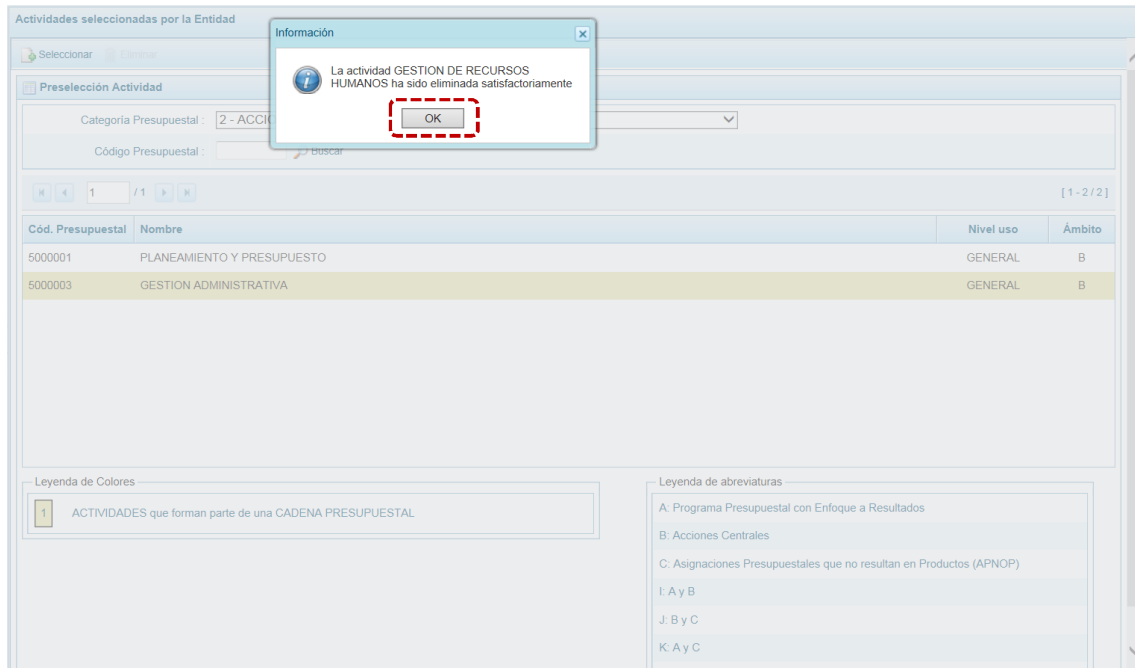 Actividades seleccionadas por la Entidad
Información
Seleccionar Eliminar
La actividad GESTION DE RECURSOS
HUMANOS ha sido eliminada satisfactoriamente
OK
Preselección Actividad
Categoría Presupuestal : 2 - ACCIO
Código Presupuestal : Buscar
1 / 1 [ 1 - 2 / 2 ]
Cód. Presupuestal Nombre Nivel uso Ámbito
5000001 PLANEAMIENTO Y PRESUPUESTO GENERAL B
5000003 GESTION ADMINISTRATIVA GENERAL B
Leyenda de Colores
1 ACTIVIDADES que forman parte de una CADENA PRESUPUESTAL
Leyenda de abreviaturas
A: Programa Presupuestal con Enfoque a Resultados
B: Acciones Centrales
C: Asignaciones Presupuestales que no resultan en Productos (APNOP)
I: A y B
J: B y C
K: A y C